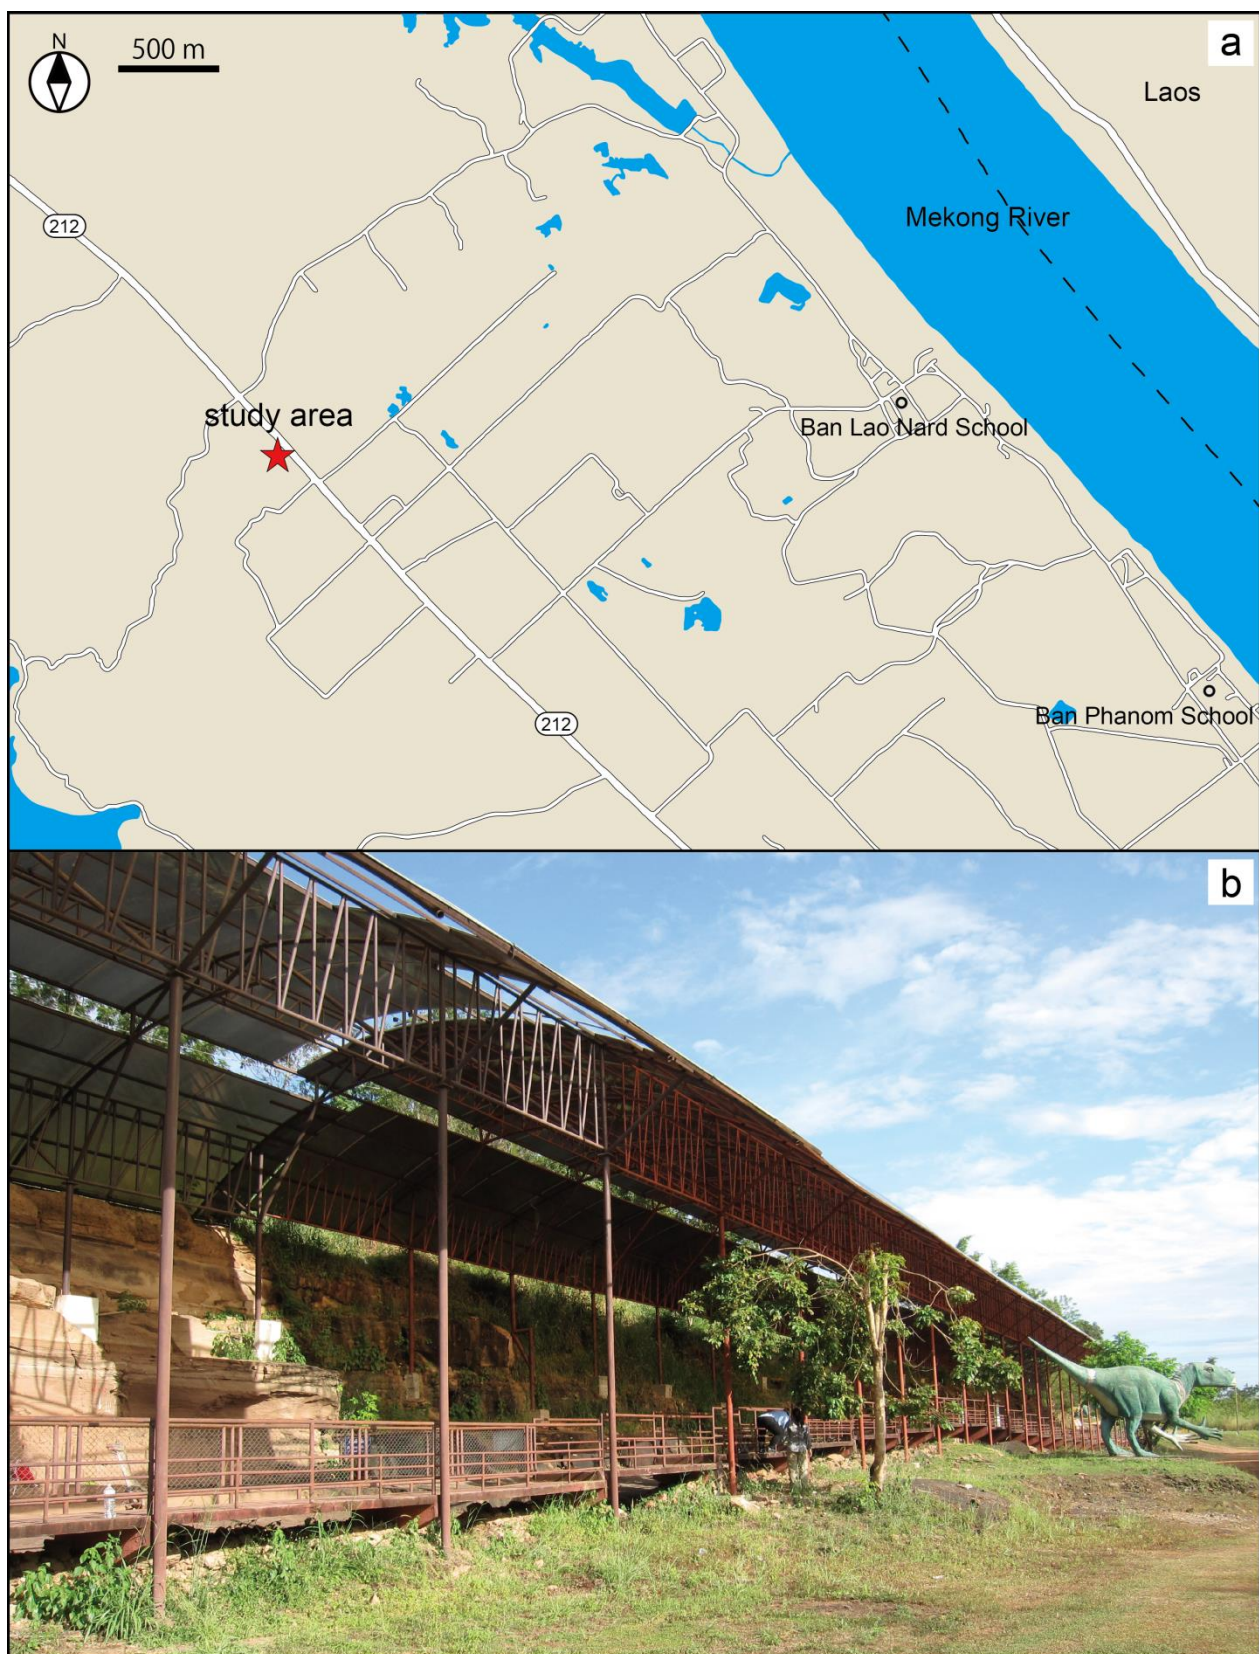 a
N
500 m
Laos
Mekong River
212
study area
Ban Lao Nard School
Ban Phanom School
212
b